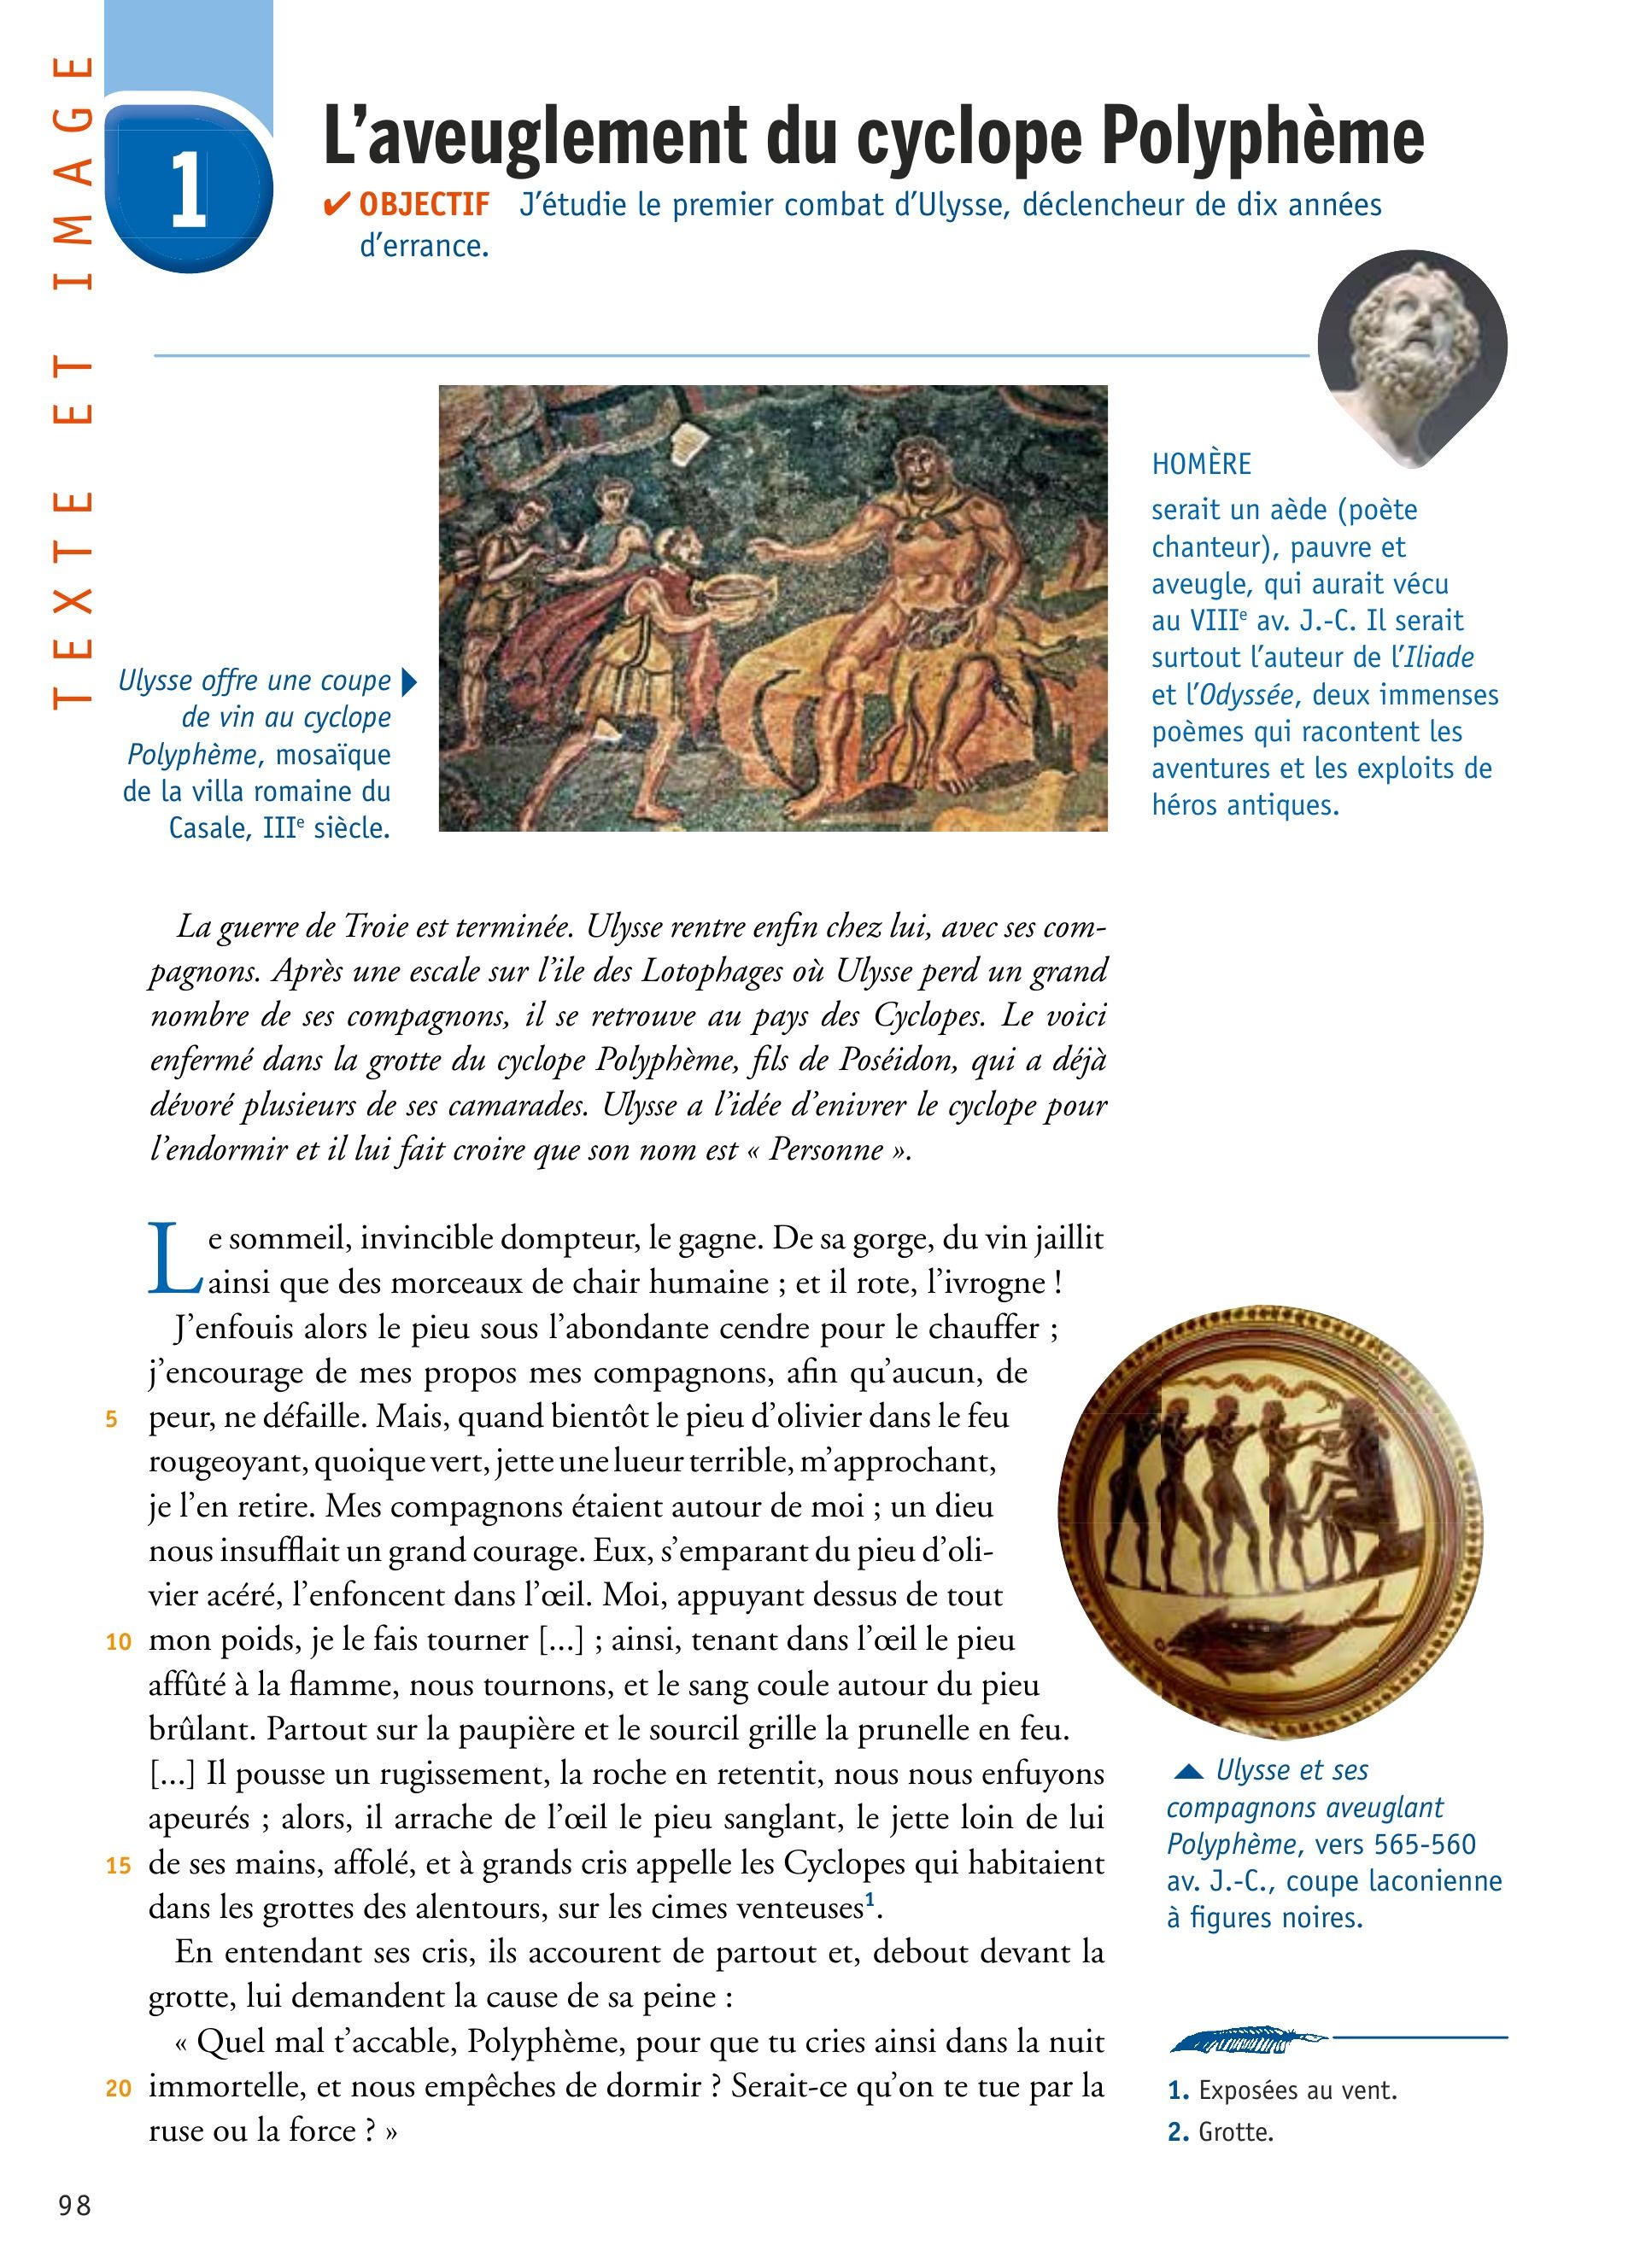 TEXTE ET IMAGE
1
L’aveuglement du cyclope Polyphème
✔ OBJECTIF J’étudie le premier combat d’Ulysse, déclencheur de dix années
d’errance.
HOMÈRE
serait un aède (poète
chanteur), pauvre et
aveugle, qui aurait vécu
au VIIIe av. J.-C. Il serait
surtout l’auteur de l’Iliade
et l’Odyssée, deux immenses
poèmes qui racontent les
aventures et les exploits de
héros antiques.
Ulysse offre une coupe
de vin au cyclope
Polyphème, mosaïque
de la villa romaine du
Casale, IIIe siècle.
La guerre de Troie est terminée. Ulysse rentre enfin chez lui, avec ses com-
pagnons. Après une escale sur l’ile des Lotophages où Ulysse perd un grand
nombre de ses compagnons, il se retrouve au pays des Cyclopes. Le voici
enfermé dans la grotte du cyclope Polyphème, fils de Poséidon, qui a déjà
dévoré plusieurs de ses camarades. Ulysse a l’idée d’enivrer le cyclope pour
l’endormir et il lui fait croire que son nom est « Personne ».
Le sommeil, invincible dompteur, le gagne. De sa gorge, du vin jaillit
ainsi que des morceaux de chair humaine ; et il rote, l’ivrogne !
J’enfouis alors le pieu sous l’abondante cendre pour le chauffer ;
j’encourage de mes propos mes compagnons, afin qu’aucun, de
5 peur, ne défaille. Mais, quand bientôt le pieu d’olivier dans le feu
rougeoyant, quoique vert, jette une lueur terrible, m’approchant,
je l’en retire. Mes compagnons étaient autour de moi ; un dieu
nous insufflait un grand courage. Eux, s’emparant du pieu d’oli-
vier acéré, l’enfoncent dans l’œil. Moi, appuyant dessus de tout
10 mon poids, je le fais tourner [...] ; ainsi, tenant dans l’œil le pieu
affûté à la flamme, nous tournons, et le sang coule autour du pieu
brûlant. Partout sur la paupière et le sourcil grille la prunelle en feu.
[...] Il pousse un rugissement, la roche en retentit, nous nous enfuyons
apeurés ; alors, il arrache de l’œil le pieu sanglant, le jette loin de lui
15 de ses mains, affolé, et à grands cris appelle les Cyclopes qui habitaient
dans les grottes des alentours, sur les cimes venteuses1.
En entendant ses cris, ils accourent de partout et, debout devant la
grotte, lui demandent la cause de sa peine :
« Quel mal t’accable, Polyphème, pour que tu cries ainsi dans la nuit
20 immortelle, et nous empêches de dormir ? Serait-ce qu’on te tue par la
ruse ou la force ? »
Ulysse et ses
compagnons aveuglant
Polyphème, vers 565-560
av. J.-C., coupe laconienne
à figures noires.
1. Exposées au vent.
2. Grotte.
98